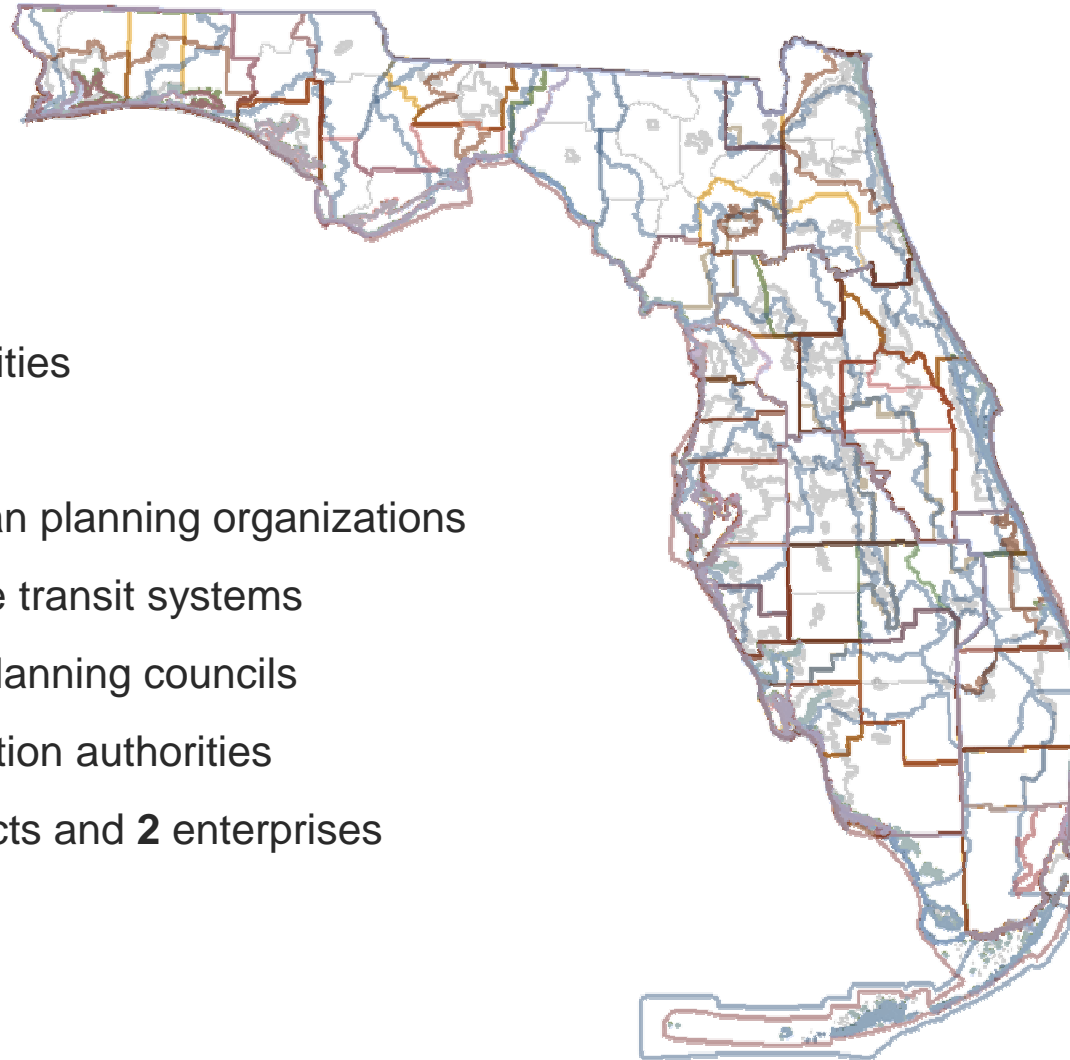 ities
an planning organizations
e transit systems
lanning councils
tion authorities
cts and 2 enterprises